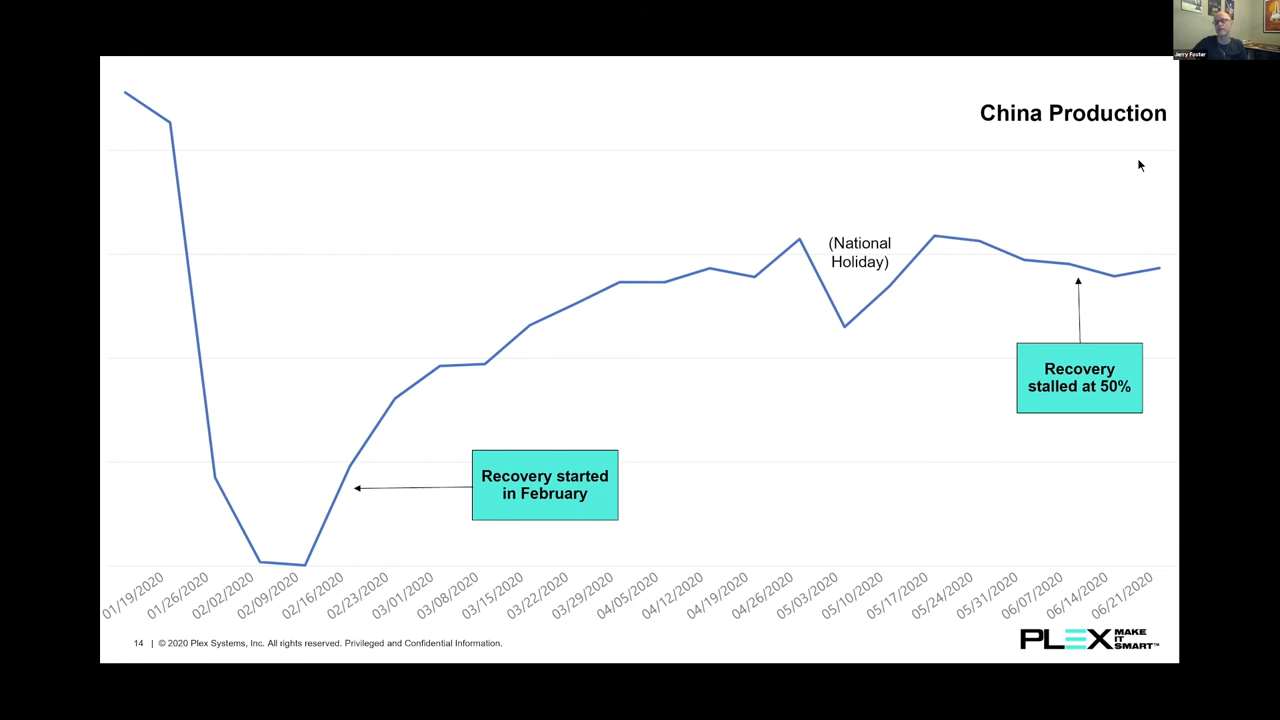 Jerry Foster
China Production
(National
Holiday)
Recovery
stalled at 50%
Recovery started
in February
01/19/2020
01/26/2020
02/02/2020
02/09/2020
02/16/2020
02/23/2020
03/01/2020
03/08/2020
03/15/2020
03/22/2020
03/29/2020
04/05/2020
04/12/2020
04/19/2020
04/26/2020
05/03/2020
05/10/2020
05/17/2020
05/24/2020
05/31/2020
06/07/2020
06/14/2020
06/21/2020
14 | © 2020 Plex Systems, Inc. All rights reserved. Privileged and Confidential Information.
PLEX MAKE
IT
SMART™